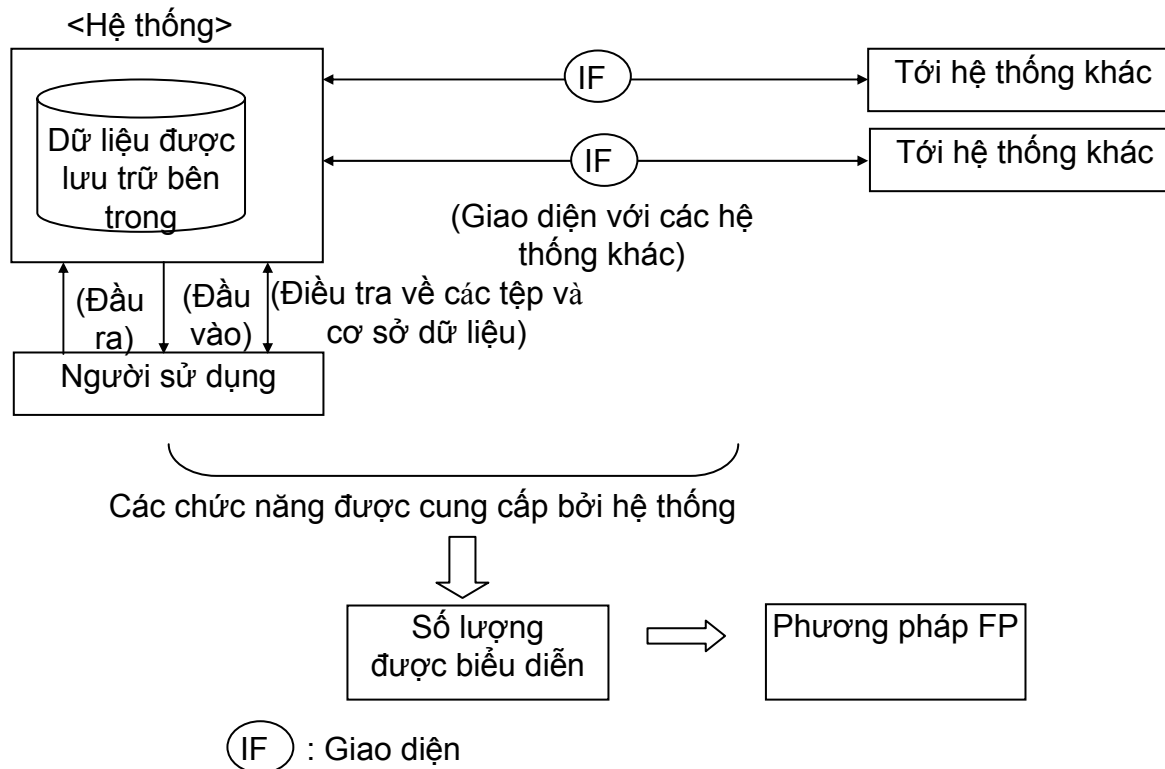 <Hệ thống>
IF
Tới hệ thống khác
Dữ liệu được
lưu trữ bên
trong
IF
Tới hệ thống khác
(Giao diện với các hệ
thống khác)
(Đầu
ra)
(Đầu
vào)
(Điều tra về các tệp và
cơ sở dữ liệu)
Người sử dụng
Các chức năng được cung cấp bởi hệ thống
Số lượng
được biểu diễn
Phương pháp FP
IF : Giao diện